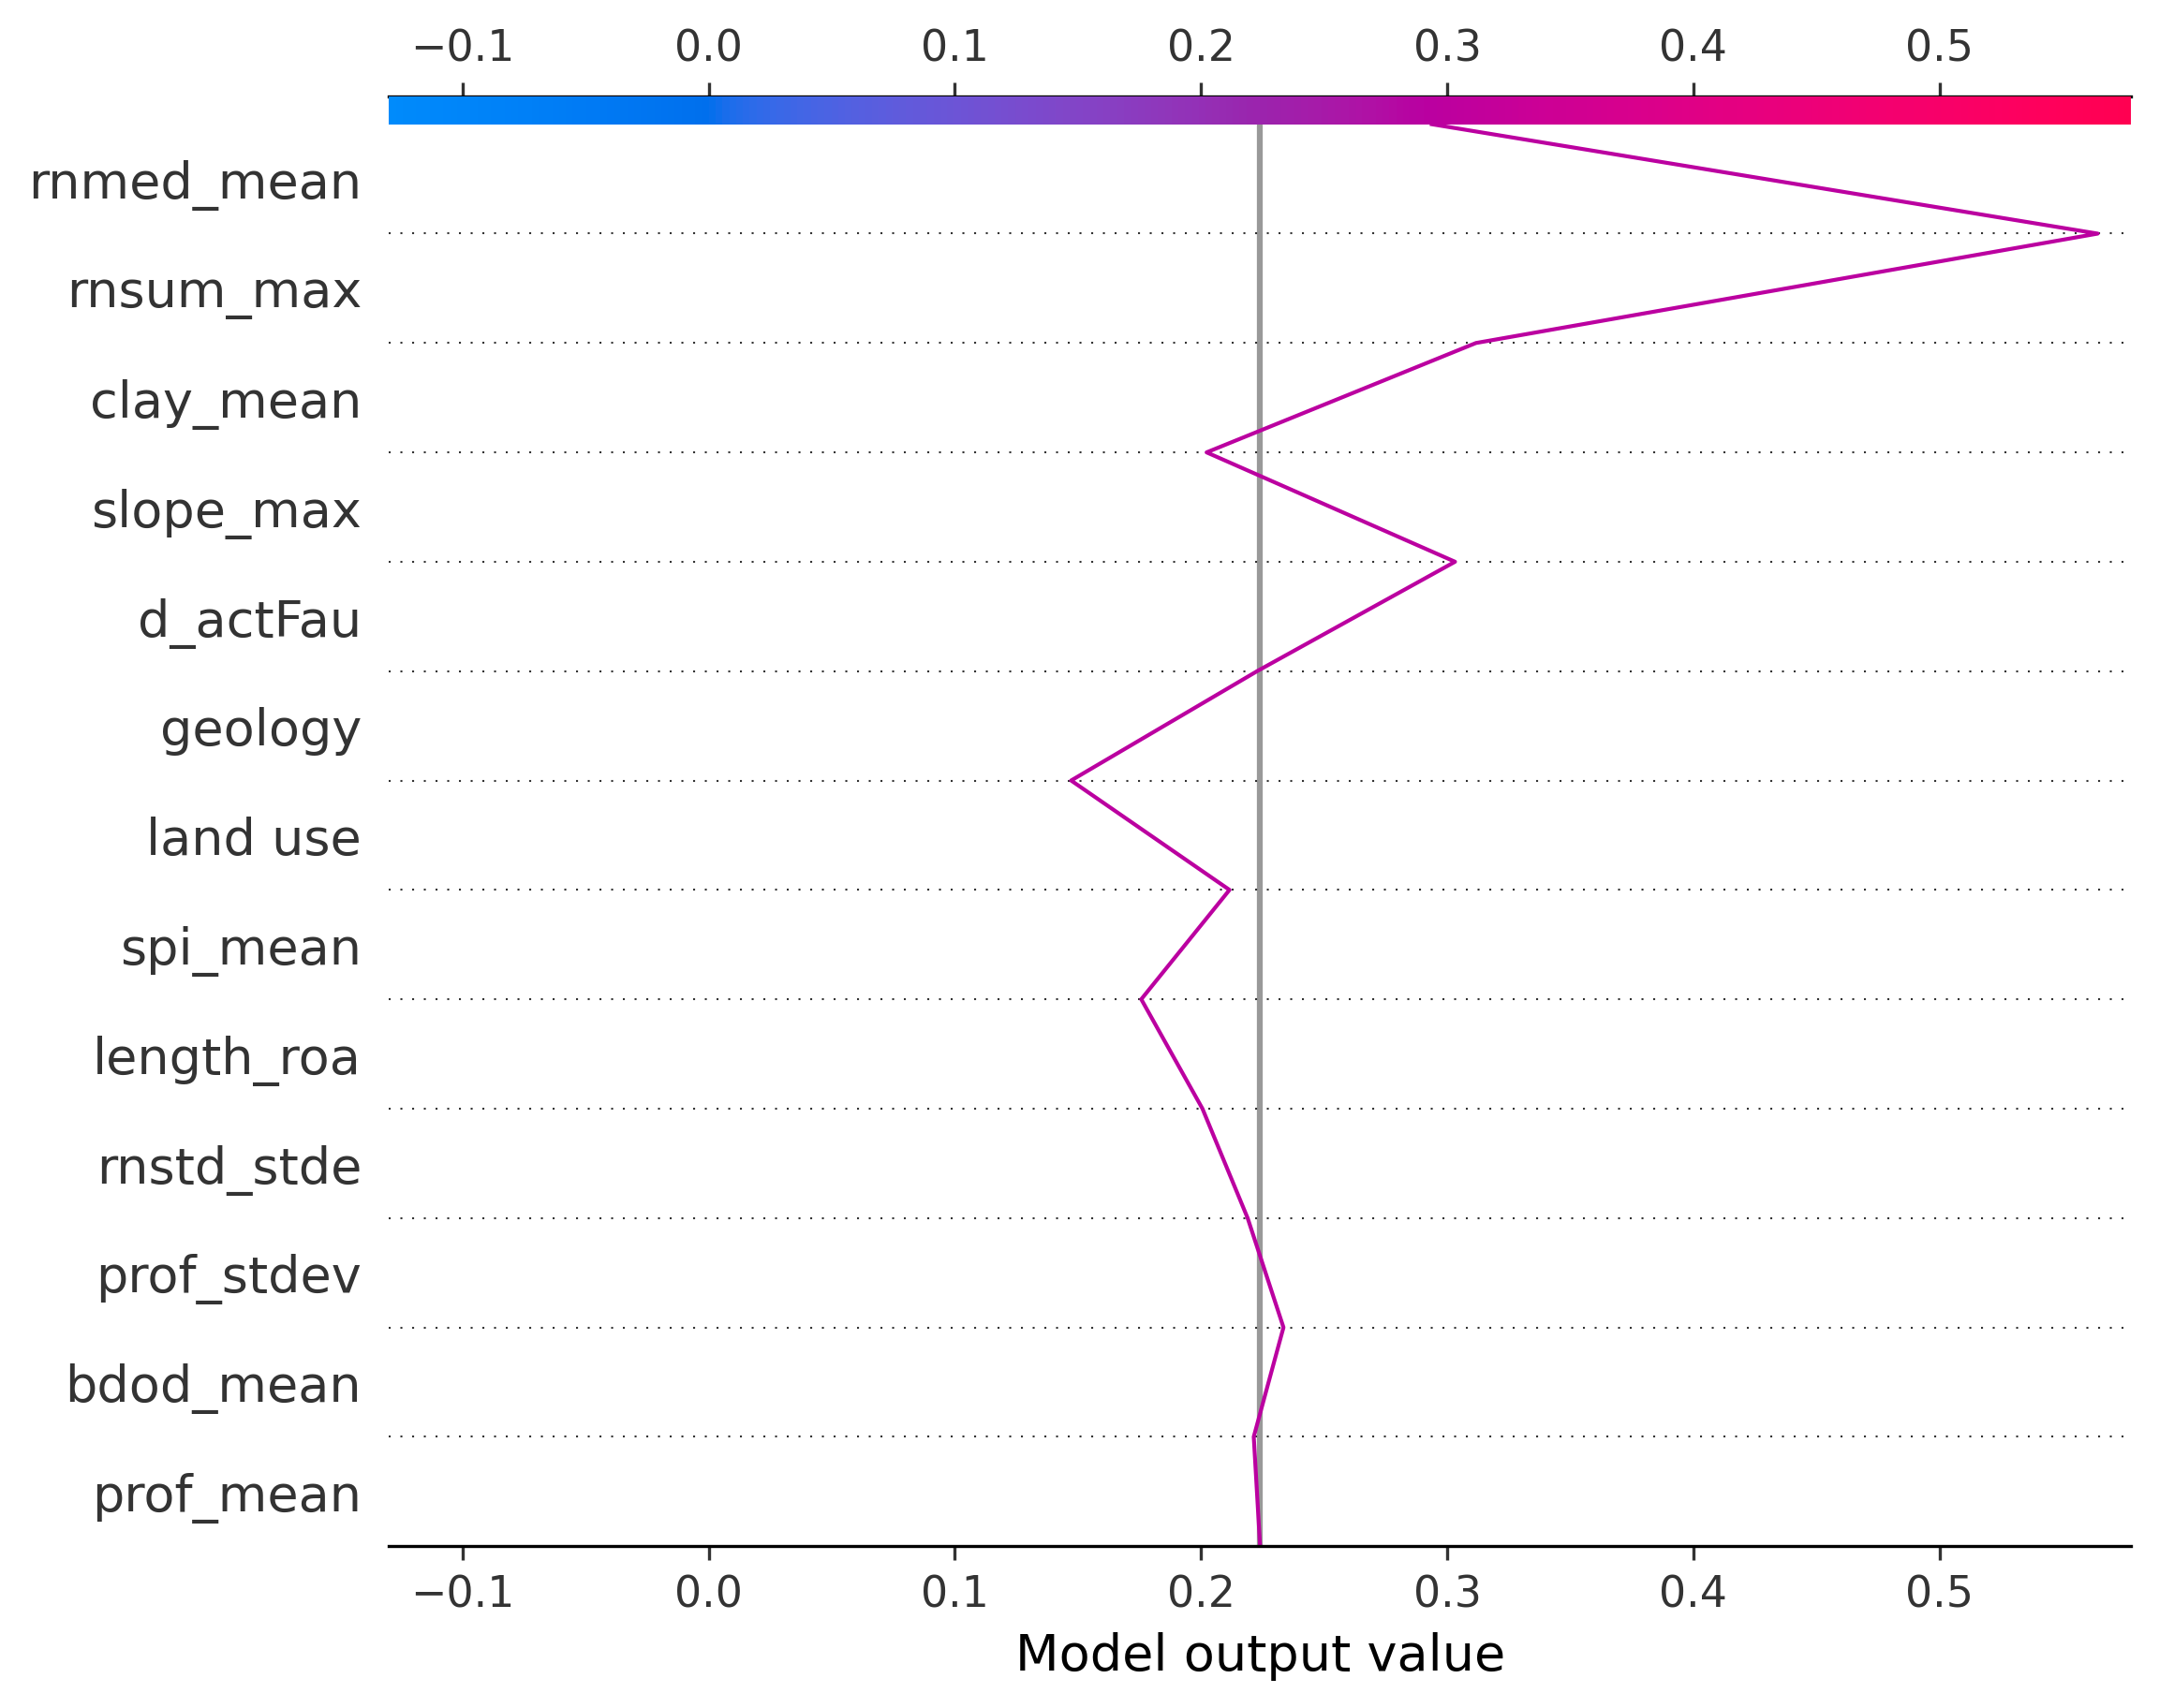 −0.1 0.0 0.1 0.2 0.3 0.4 0.5
rnmed_mean
rnsum_max
clay_mean
slope_max
d_actFau
geology
land use
spi_mean
length_roa
rnstd_stde
prof_stdev
bdod_mean
prof_mean
−0.1 0.0 0.1 0.2 0.3 0.4 0.5
Model output value